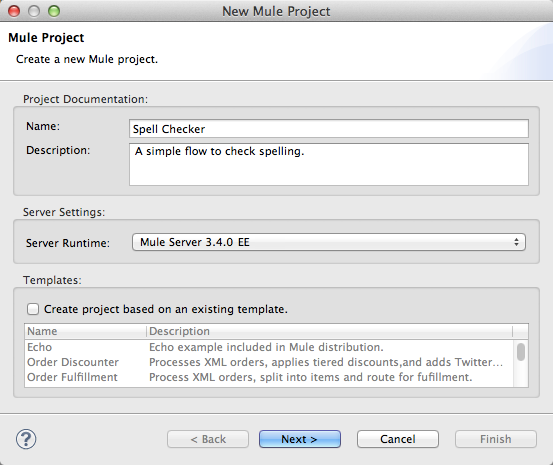 New Mule Project
Mule Project
Create a new Mule project.
Project Documentation:
Name: Spell Checker
Description: A simple flow to check spelling.
Server Settings:
Server Runtime: Mule Server 3.4.0 EE
Templates:
Create project based on an existing template.
Name Description
Echo Echo example included in Mule distribution.
Order Discounter Processes XML orders, applies tiered discounts,and adds Twitter...
Order Fulfillment Process XML orders, split into items and route for fufillment.
? < Back Next > Cancel Finish